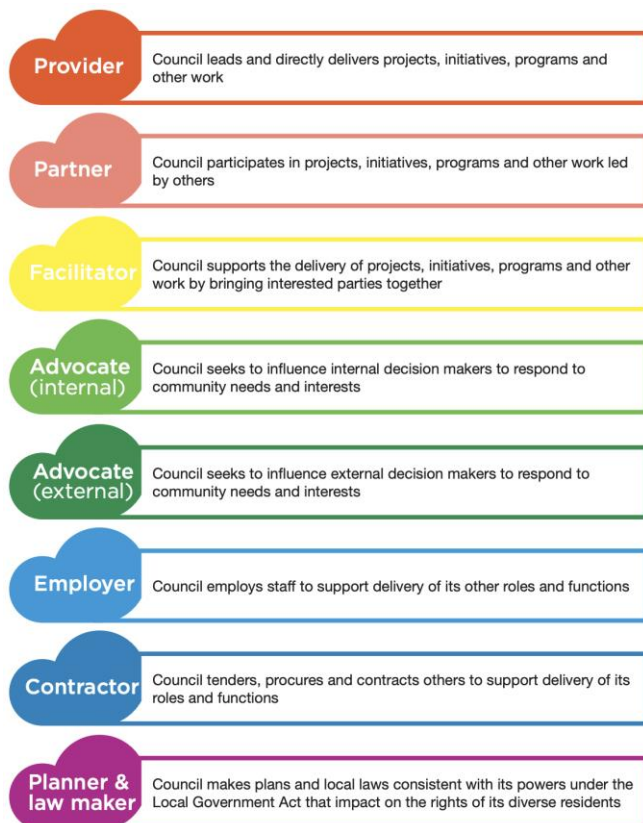 Provider
Council leads and directly delivers projects, initiatives, programs and
other work
Partner
Council participates in projects, initiatives, programs and other work led
by others
Facilitator
Council supports the delivery of projects, initiatives, programs and other
work by bringing interested parties together
Advocate
(internal)
Council seeks to influence internal decision makers to respond to
community needs and interests
Advocate
(external)
Council seeks to influence external decision makers to respond to
community needs and interests
Employer
Council employs staff to support delivery of its other roles and functions
Contractor
Council tenders, procures and contracts others to support delivery of its
roles and functions
Planner &
law maker
Council makes plans and local laws consistent with its powers under the
Local Government Act that impact on the rights of its diverse residents